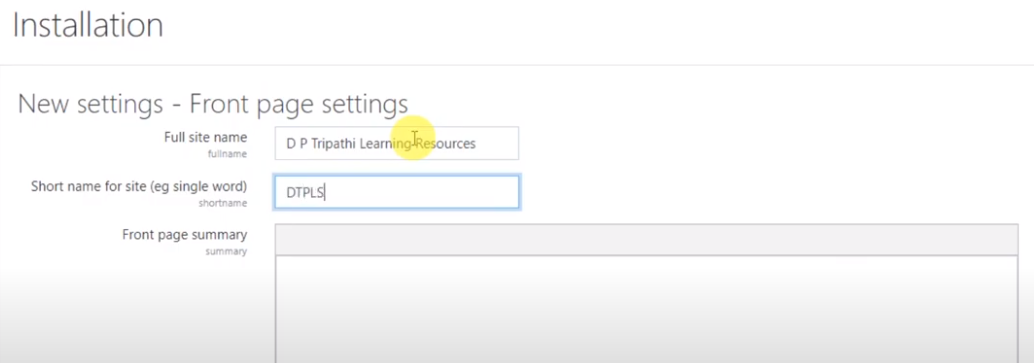 Installation
New settings - Front page settings
Full site name
fullname
D P Tripathi Learning Resources
Short name for site (eg single word)
shortname
DTPLS
Front page summary
summary